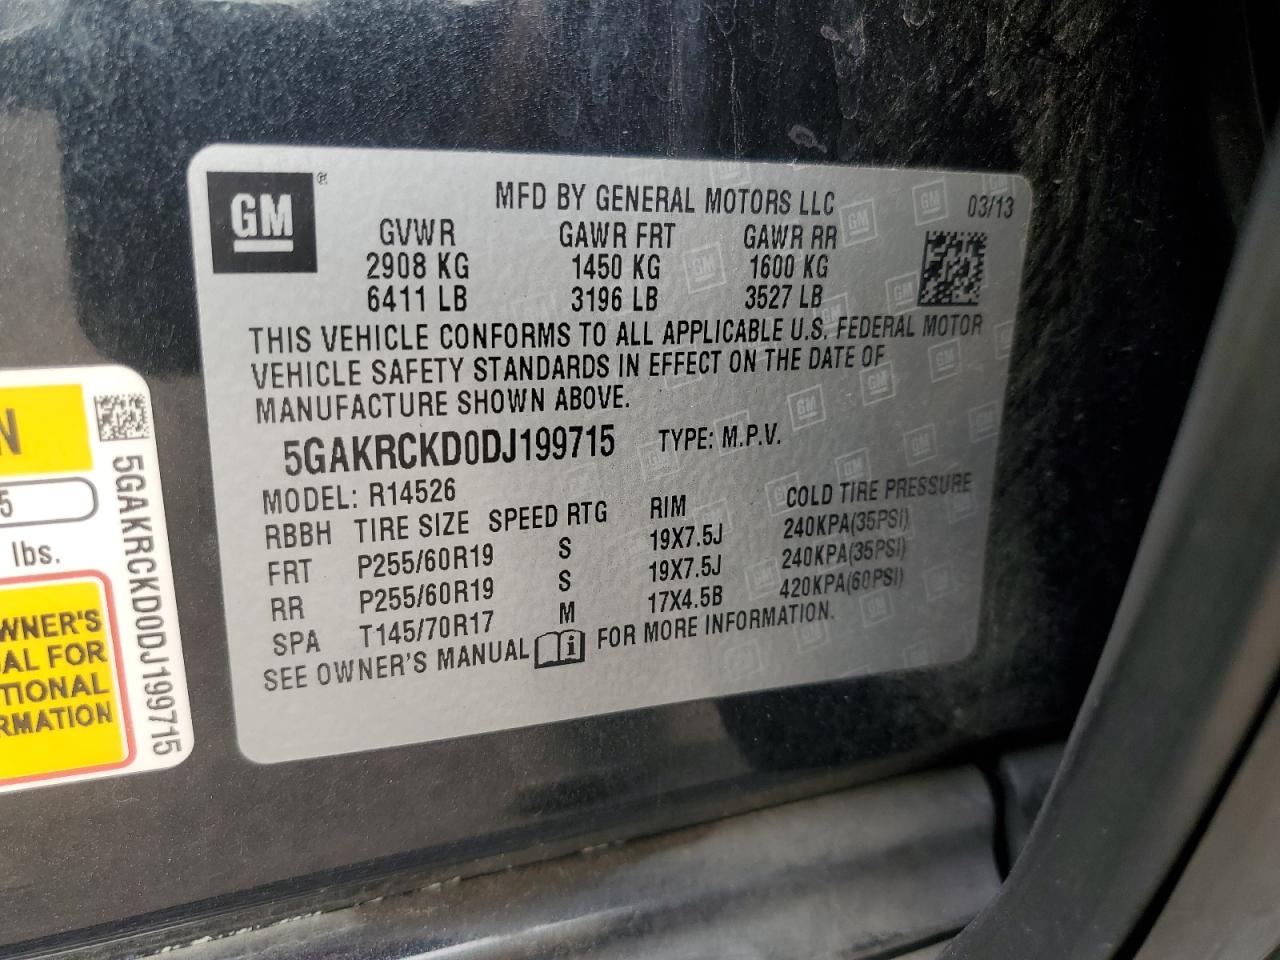 GM®
MFD BY GENERAL MOTORS LLC
03/13
GVWR GAWR FRT GAWR RR
2908 KG 1450 KG 1600 KG
6411 LB 3196 LB 3527 LB
THIS VEHICLE CONFORMS TO ALL APPLICABLE U.S. FEDERAL MOTOR
VEHICLE SAFETY STANDARDS IN EFFECT ON THE DATE OF
MANUFACTURE SHOWN ABOVE.
5GAKRCKD0DJ199715 TYPE: M.P.V.
MODEL: R14526
RBBH TIRE SIZE SPEED RTG RIM COLD TIRE PRESSURE
FRT P255/60R19 S 19X7.5J 240KPA(35PSI)
RR P255/60R19 S 19X7.5J 240KPA(35PSI)
SPA T145/70R17 M 17X4.5B 420KPA(60PSI)
SEE OWNER'S MANUAL FOR MORE INFORMATION.
N
5
lbs.
WNER'S
AL FOR
TIONAL
RMATION
5GAKRCKD0DJ199715